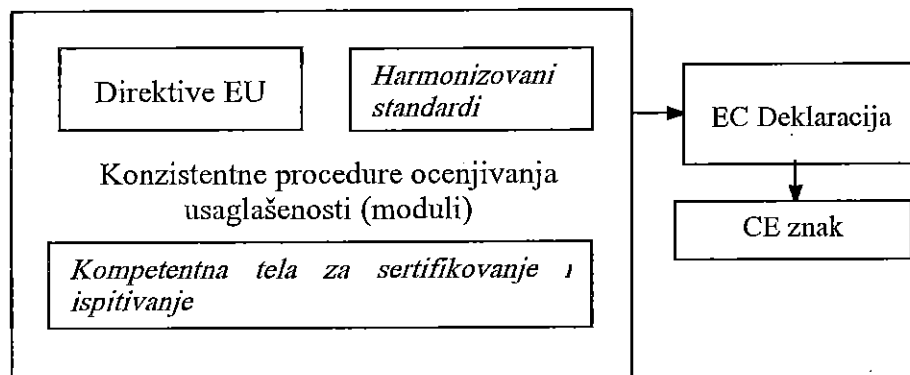 Direktive EU
Harmonizovani
standardi
Konzistentne procedure ocenjivanja
usaglašenosti (moduli)
Kompetentna tela za sertifikovanje i
ispitivanje
EC Deklaracija
CE znak